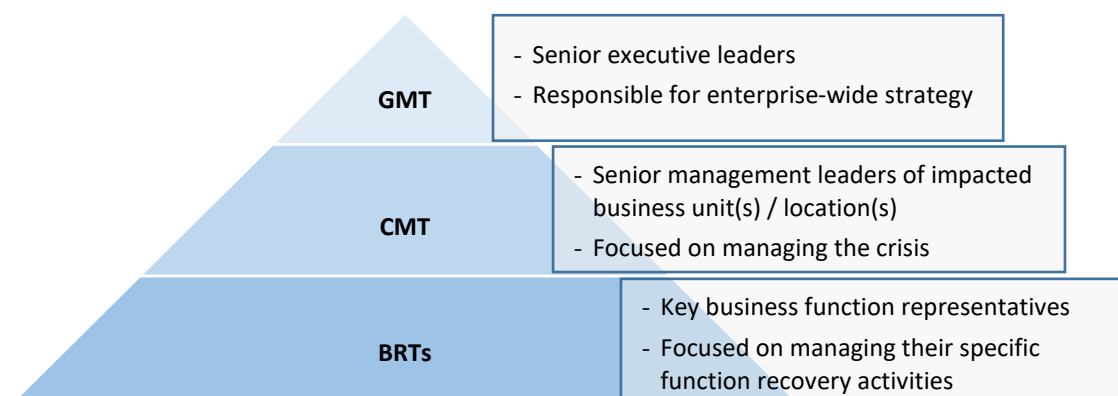 GMT
- Senior executive leaders
- Responsible for enterprise-wide strategy
CMT
- Senior management leaders of impacted
business unit(s) / location(s)
- Focused on managing the crisis
BRTs
- Key business function representatives
- Focused on managing their specific
function recovery activities